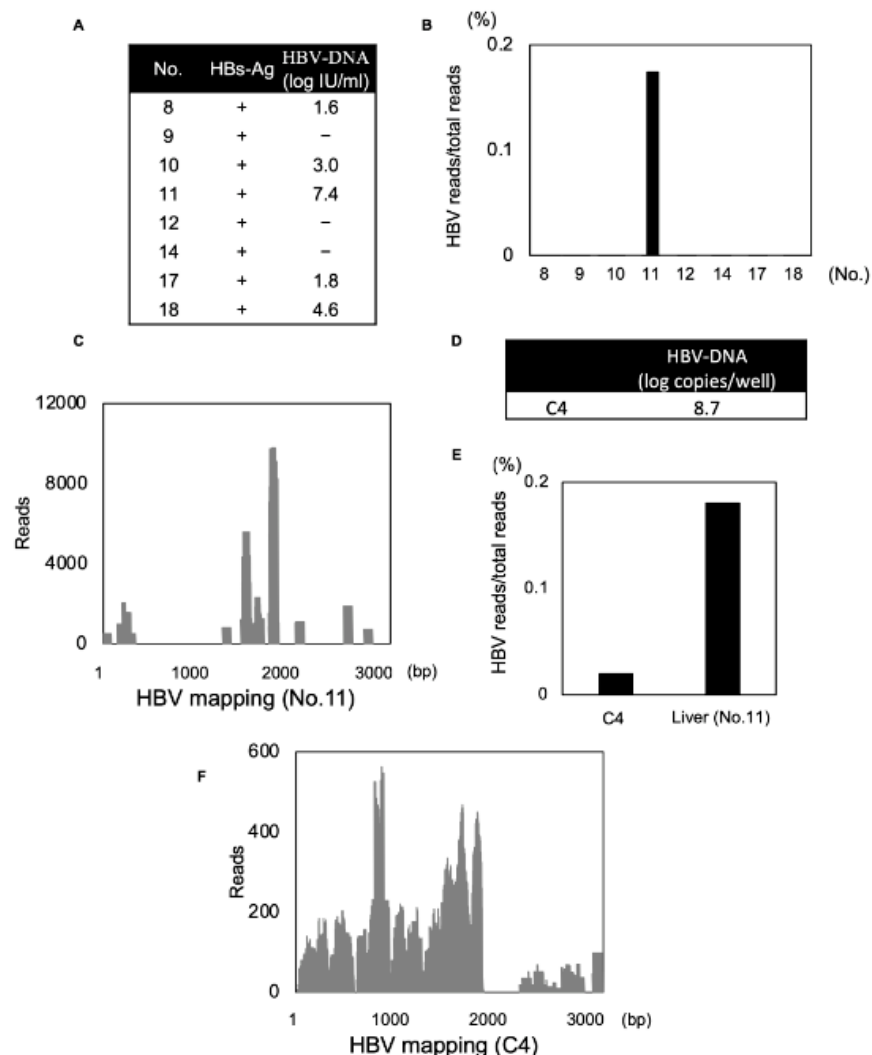 A
No. HBs-Ag HBV-DNA (log IU/ml)
8 + 1.6
9 + −
10 + 3.0
11 + 7.4
12 + −
14 + −
17 + 1.8
18 + 4.6
B
(%)
HBV reads/total reads
0.2
0.1
0
8 9 10 11 12 14 17 18 (No.)
C
Reads
12000
8000
4000
0
1 1000 2000 3000 (bp)
HBV mapping (No.11)
D
HBV-DNA
(log copies/well)
C4 8.7
E
(%)
HBV reads/total reads
0.2
0.1
0
C4 Liver (No.11)
F
Reads
600
400
200
0
1 1000 2000 3000 (bp)
HBV mapping (C4)